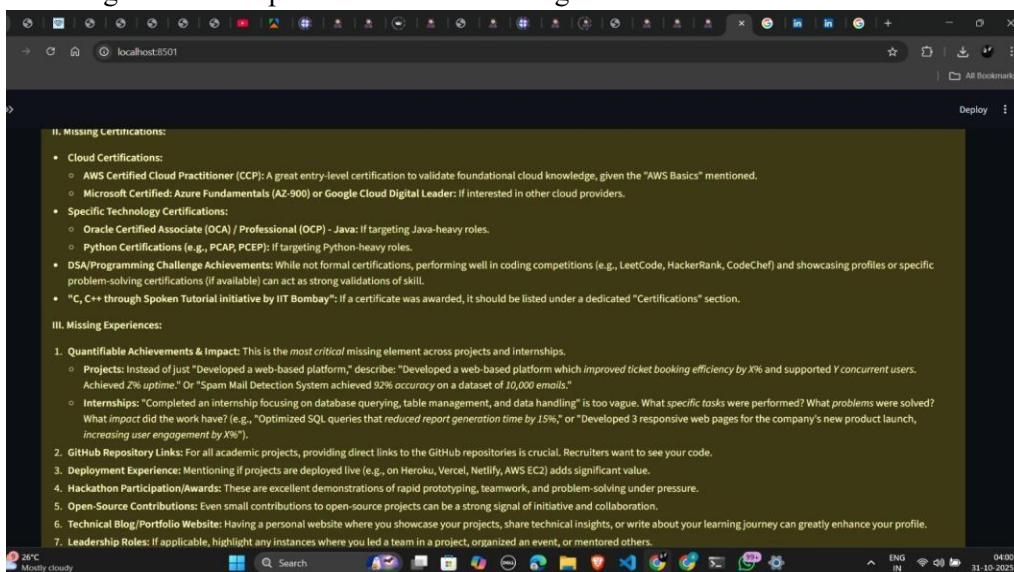 localhost:8501
All Bookmarks
Deploy
II. Missing Certifications:
• Cloud Certifications:
◦ AWS Certified Cloud Practitioner (CCP): A great entry-level certification to validate foundational cloud knowledge, given the "AWS Basics" mentioned.
◦ Microsoft Certified: Azure Fundamentals (AZ-900) or Google Cloud Digital Leader: If interested in other cloud providers.
• Specific Technology Certifications:
◦ Oracle Certified Associate (OCA) / Professional (OCP) - Java: If targeting Java-heavy roles.
◦ Python Certifications (e.g., PCAP, PCEP): If targeting Python-heavy roles.
• DSA/Programming Challenge Achievements: While not formal certifications, performing well in coding competitions (e.g., LeetCode, HackerRank, CodeChef) and showcasing profiles or specific
problem-solving certifications (if available) can act as strong validations of skill.
• "C, C++ through Spoken Tutorial initiative by IIT Bombay": If a certificate was awarded, it should be listed under a dedicated "Certifications" section.
III. Missing Experiences:
1. Quantifiable Achievements & Impact: This is the most critical missing element across projects and internships.
◦ Projects: Instead of just "Developed a web-based platform," describe: "Developed a web-based platform which improved ticket booking efficiency by X% and supported Y concurrent users.
Achieved Z% uptime." Or "Spam Mail Detection System achieved 92% accuracy on a dataset of 10,000 emails."
◦ Internships: "Completed an internship focusing on database querying, table management, and data handling" is too vague. What specific tasks were performed? What problems were solved?
What impact did the work have? (e.g., "Optimized SQL queries that reduced report generation time by 15%," or "Developed 3 responsive web pages for the company's new product launch,
increasing user engagement by X%").
2. GitHub Repository Links: For all academic projects, providing direct links to the GitHub repositories is crucial. Recruiters want to see your code.
3. Deployment Experience: Mentioning if projects are deployed live (e.g., on Heroku, Vercel, Netlify, AWS EC2) adds significant value.
4. Hackathon Participation/Awards: These are excellent demonstrations of rapid prototyping, teamwork, and problem-solving under pressure.
5. Open-Source Contributions: Even small contributions to open-source projects can be a strong signal of initiative and collaboration.
6. Technical Blog/Portfolio Website: Having a personal website where you showcase your projects, share technical insights, or write about your learning journey can greatly enhance your profile.
7. Leadership Roles: If applicable, highlight any instances where you led a team in a project, organized an event, or mentored others.
26°C
Mostly cloudy
Search
99+
ENG
IN
04:00
31-10-2025